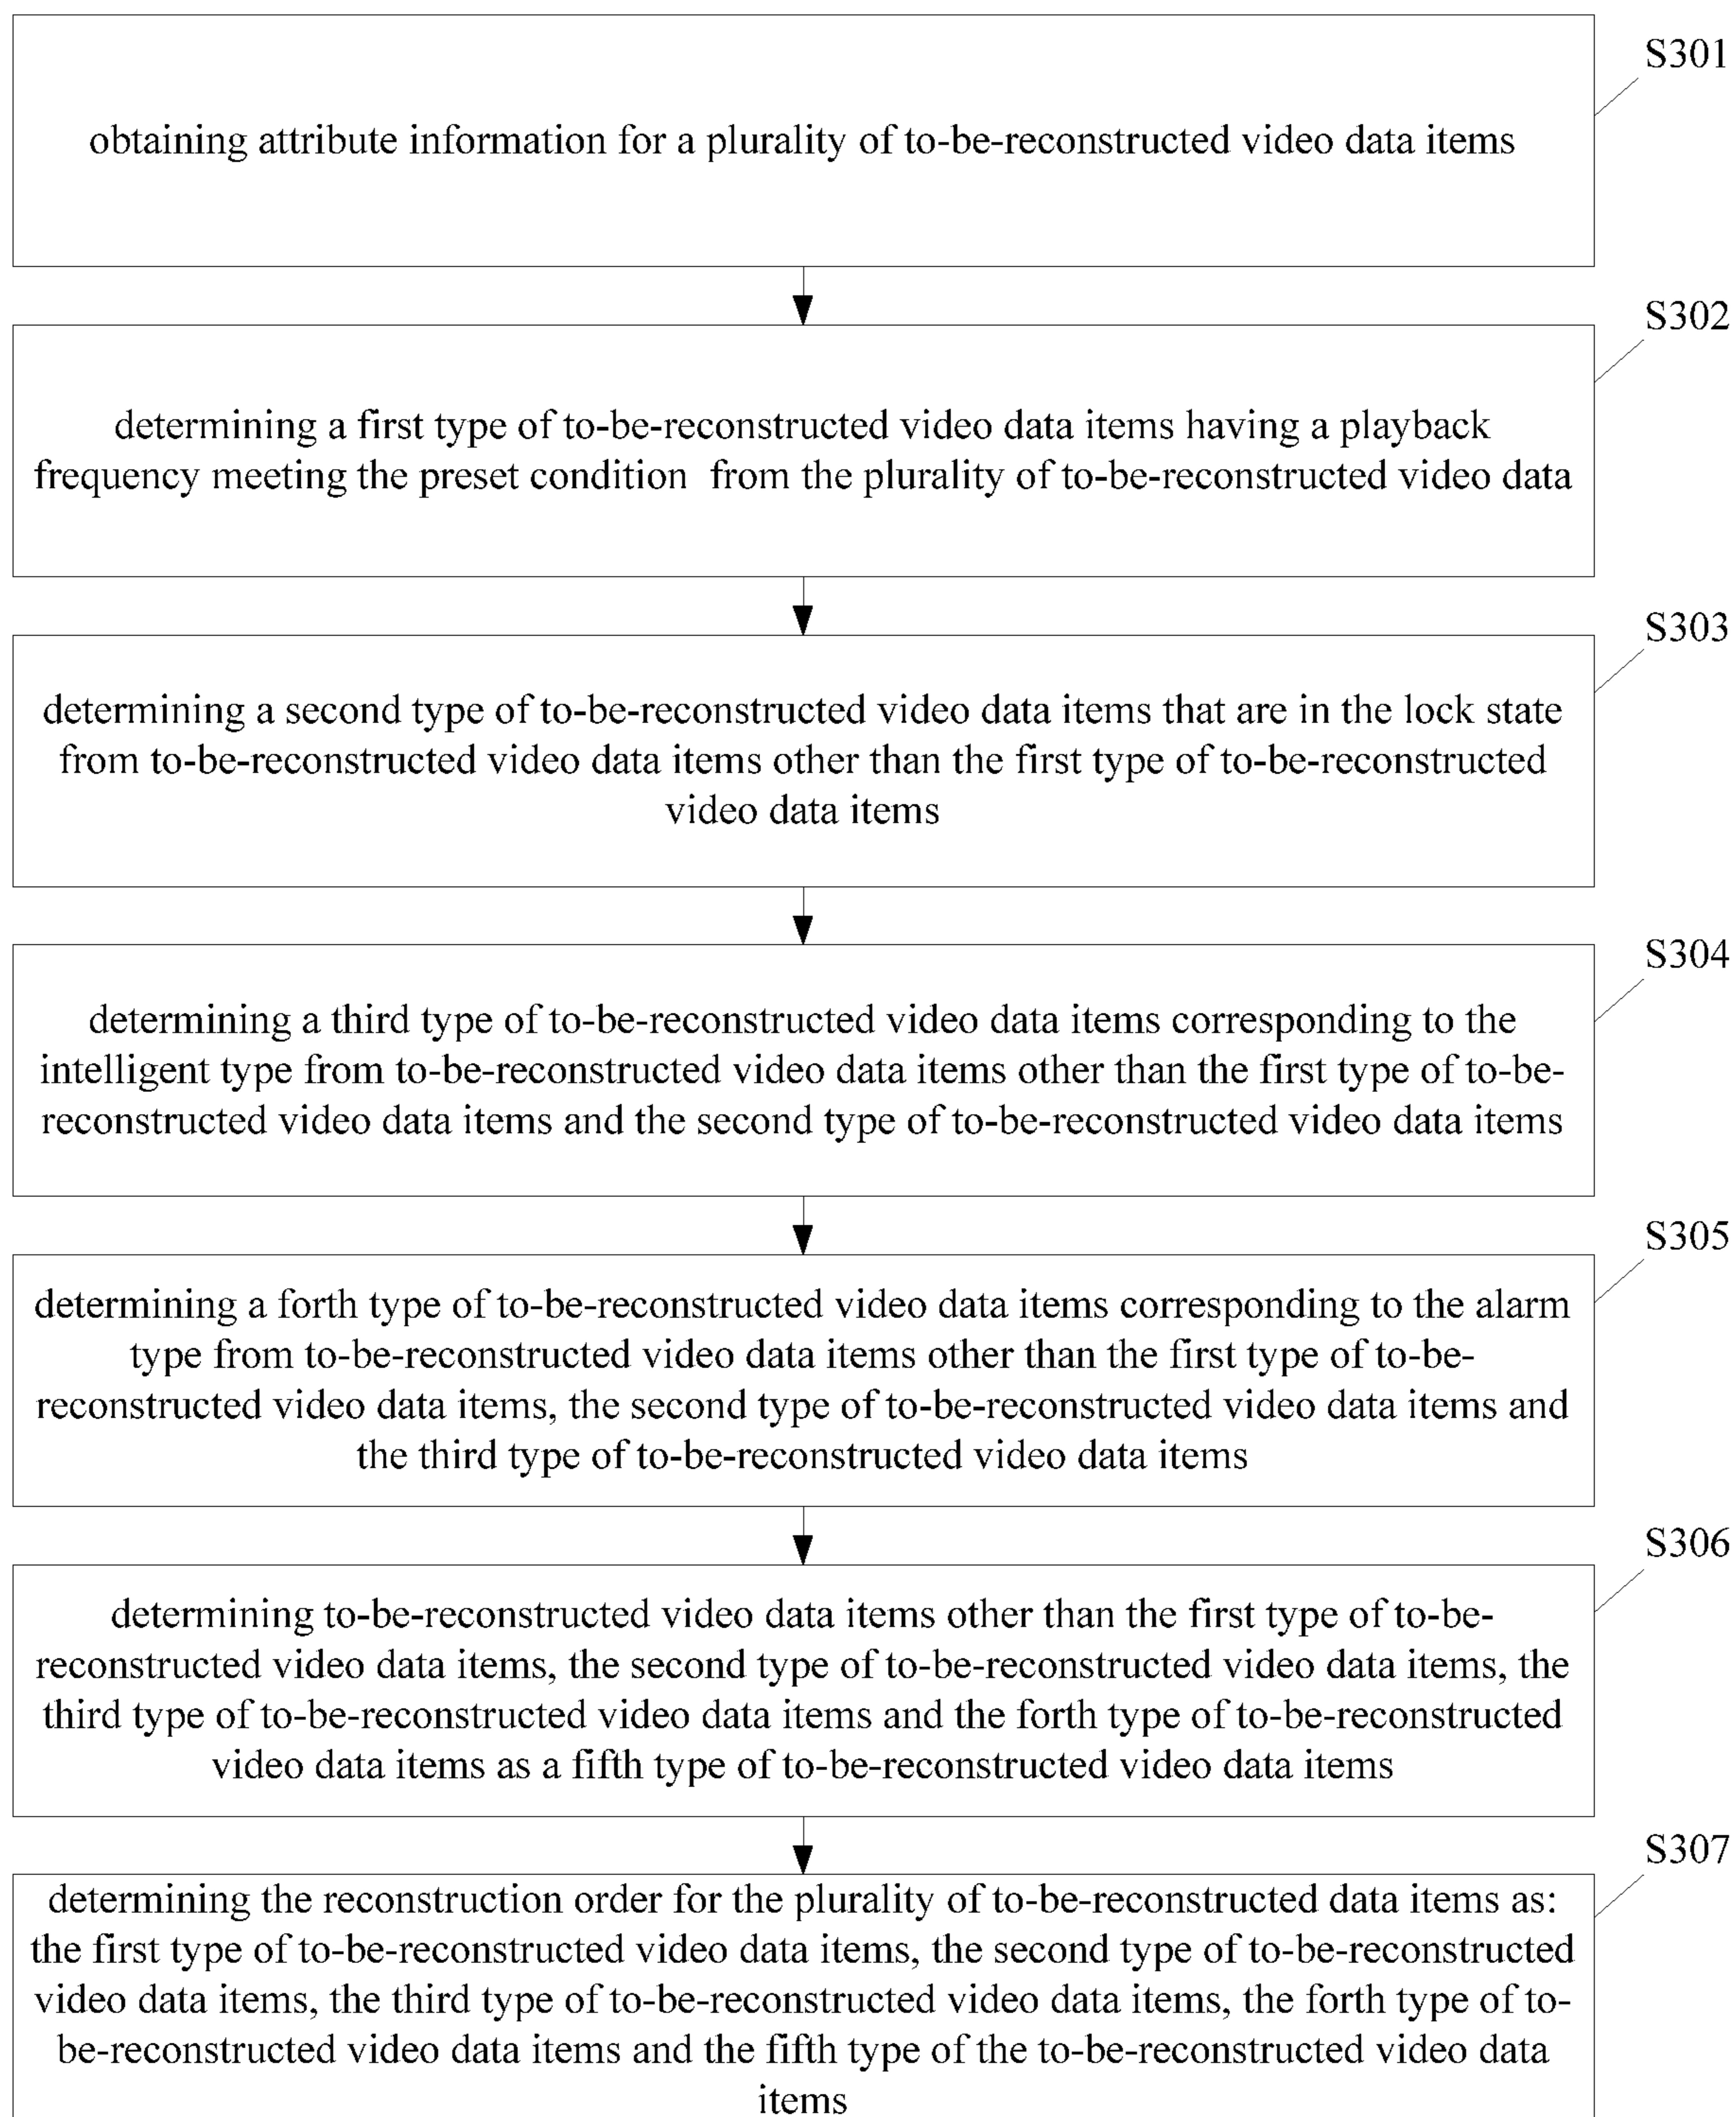 S301
obtaining attribute information for a plurality of to-be-reconstructed video data items
S302
determining a first type of to-be-reconstructed video data items having a playback
frequency meeting the preset condition from the plurality of to-be-reconstructed video data
S303
determining a second type of to-be-reconstructed video data items that are in the lock state
from to-be-reconstructed video data items other than the first type of to-be-reconstructed
video data items
S304
determining a third type of to-be-reconstructed video data items corresponding to the
intelligent type from to-be-reconstructed video data items other than the first type of to-be-
reconstructed video data items and the second type of to-be-reconstructed video data items
S305
determining a forth type of to-be-reconstructed video data items corresponding to the alarm
type from to-be-reconstructed video data items other than the first type of to-be-
reconstructed video data items, the second type of to-be-reconstructed video data items and
the third type of to-be-reconstructed video data items
S306
determining to-be-reconstructed video data items other than the first type of to-be-
reconstructed video data items, the second type of to-be-reconstructed video data items, the
third type of to-be-reconstructed video data items and the forth type of to-be-reconstructed
video data items as a fifth type of to-be-reconstructed video data items
S307
determining the reconstruction order for the plurality of to-be-reconstructed data items as:
the first type of to-be-reconstructed video data items, the second type of to-be-reconstructed
video data items, the third type of to-be-reconstructed video data items, the forth type of to-
be-reconstructed video data items and the fifth type of the to-be-reconstructed video data
items